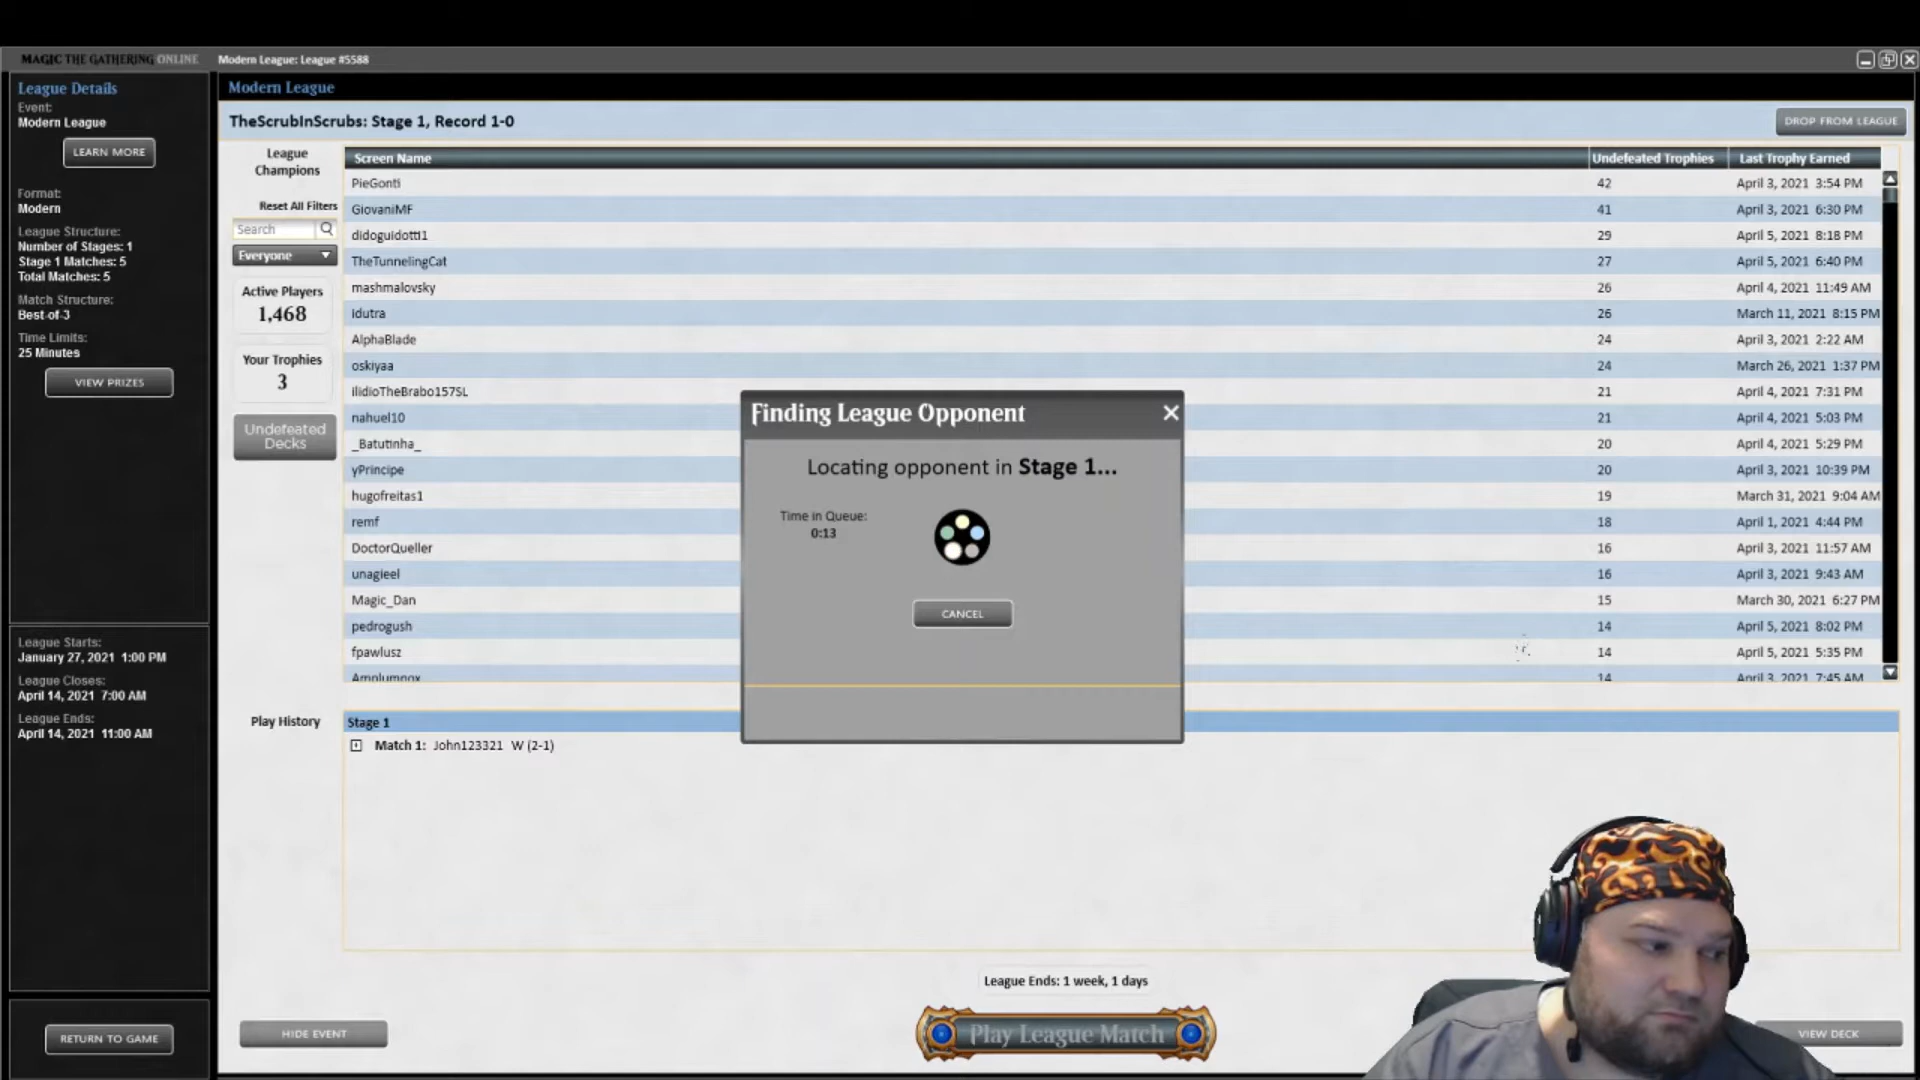 MAGIC THE GATHERING ONLINE
Modern League: League #5588
League Details
Event:
Modern League
LEARN MORE
Format:
Modern
League Structure:
Number of Stages: 1
Stage 1 Matches: 5
Total Matches: 5
Match Structure:
Best-of-3
Time Limits:
25 Minutes
VIEW PRIZES
League Starts:
January 27, 2021 1:00 PM
League Closes:
April 14, 2021 7:00 AM
League Ends:
April 14, 2021 11:00 AM
RETURN TO GAME
Modern League
TheScrubInScrubs: Stage 1, Record 1-0
DROP FROM LEAGUE
League
Champions
Reset All Filters
Search
Everyone
Active Players
1,468
Your Trophies
3
Undefeated
Decks
Screen Name Undefeated Trophies Last Trophy Earned
PieGonti 42 April 3, 2021 3:54 PM
GiovaniMF 41 April 3, 2021 6:30 PM
didoguidotti1 29 April 5, 2021 8:18 PM
TheTunnelingCat 27 April 5, 2021 6:40 PM
mashmalovsky 26 April 4, 2021 11:49 AM
idutra 26 March 11, 2021 8:15 PM
AlphaBlade 24 April 3, 2021 2:22 AM
oskiyaa 24 March 26, 2021 1:37 PM
ilidioTheBrabo157SL 21 April 4, 2021 7:31 PM
nahuel10 21 April 4, 2021 5:03 PM
_Batutinha_ 20 April 4, 2021 5:29 PM
yPrincipe 20 April 3, 2021 10:39 PM
hugofreitas1 19 March 31, 2021 9:04 AM
remf 18 April 1, 2021 4:44 PM
DoctorQueller 16 April 3, 2021 11:57 AM
unagieel 16 April 3, 2021 9:43 AM
Magic_Dan 15 March 30, 2021 6:27 PM
pedrogush 14 April 5, 2021 8:02 PM
fpawlusz 14 April 5, 2021 5:35 PM
14 April 3, 2021 7:45 AM
Finding League Opponent
Locating opponent in Stage 1...
Time in Queue:
0:13
CANCEL
Play History
Stage 1
Match 1: John123321 W (2-1)
League Ends: 1 week, 1 days
HIDE EVENT
Play League Match
VIEW DECK